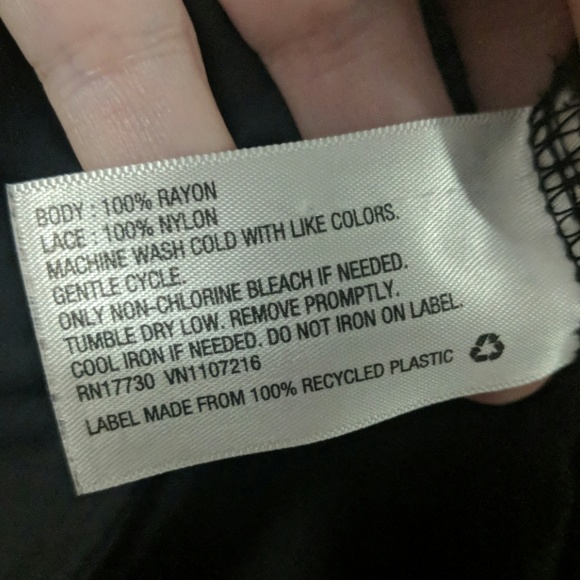 BODY : 100% RAYON
LACE : 100% NYLON
MACHINE WASH COLD WITH LIKE COLORS.
GENTLE CYCLE.
ONLY NON-CHLORINE BLEACH IF NEEDED.
TUMBLE DRY LOW. REMOVE PROMPTLY.
COOL IRON IF NEEDED. DO NOT IRON ON LABEL.
RN17730 VN1107216
LABEL MADE FROM 100% RECYCLED PLASTIC